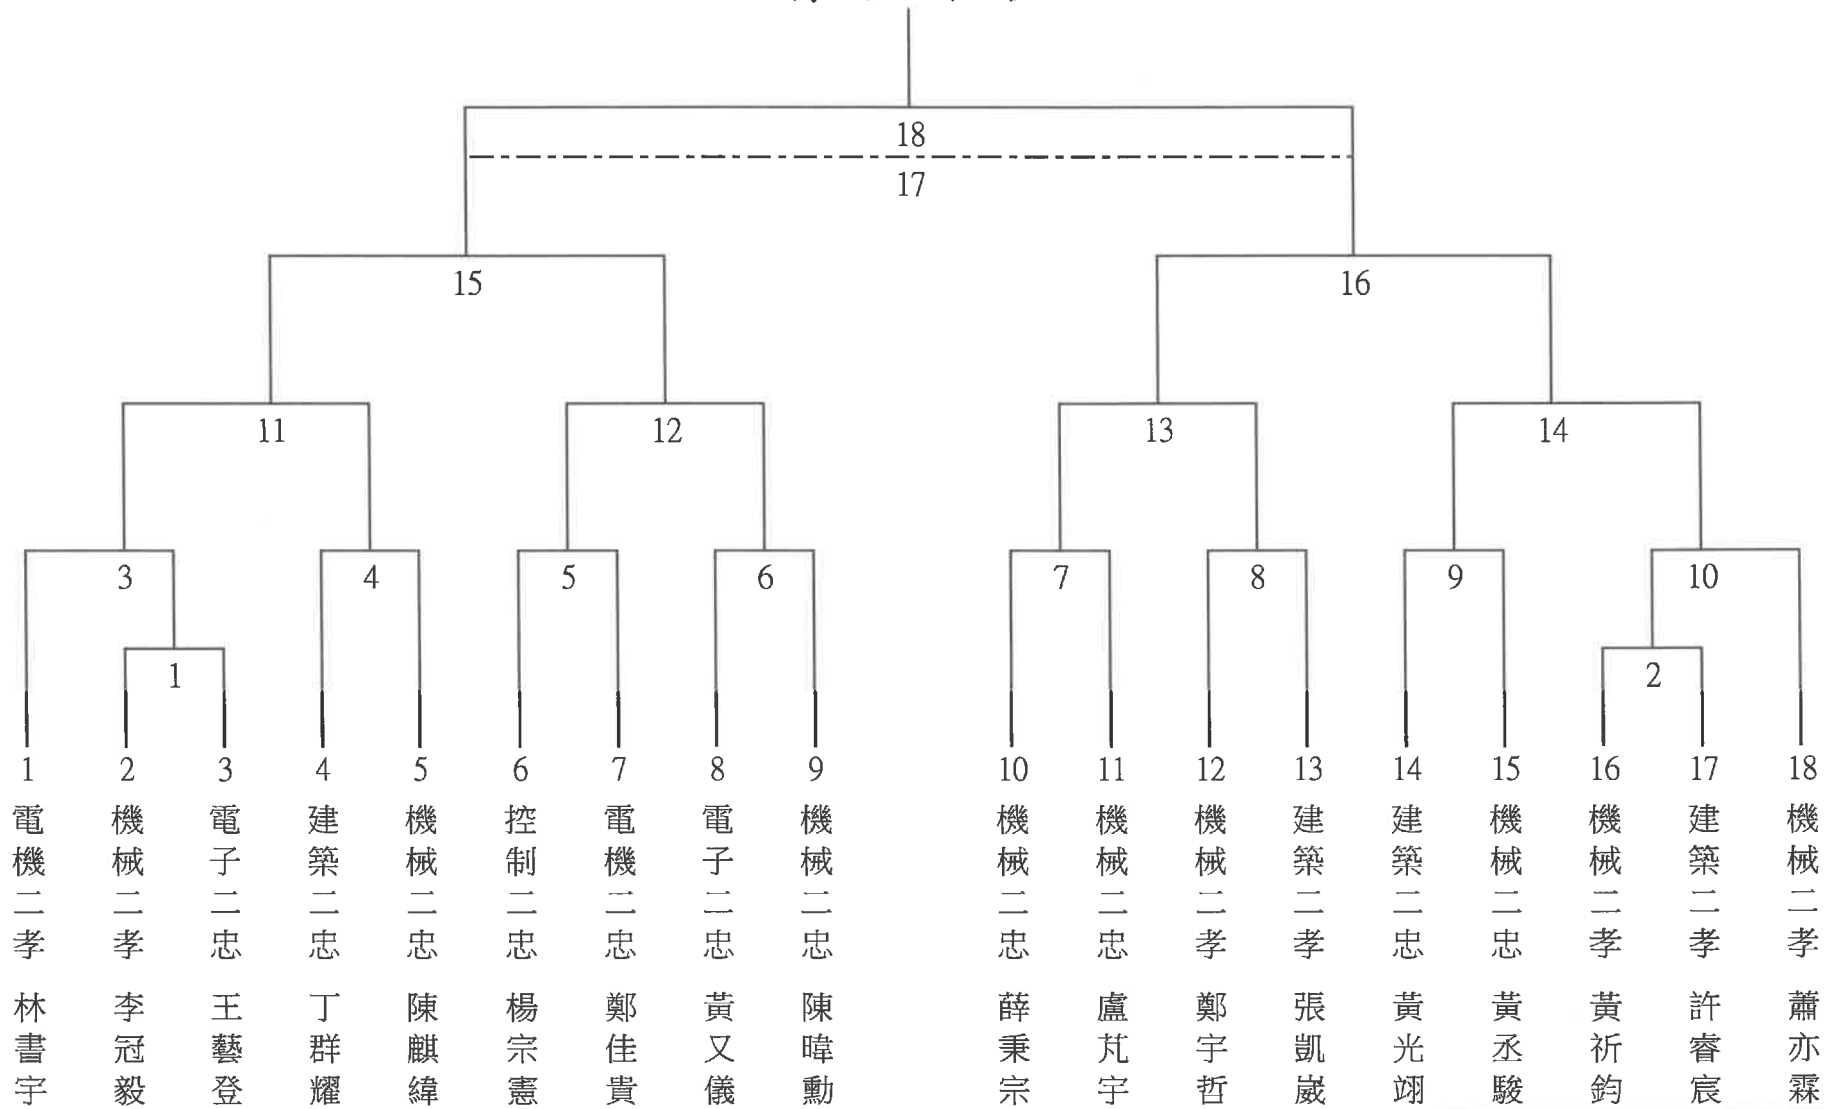 18
17
15
16
11
12
13
14
3
4
5
6
7
8
9
10
1
2
1
2
3
4
5
6
7
8
9
10
11
12
13
14
15
16
17
18
電機二孝
機械二孝
電子二忠
建築二忠
機械二忠
控制二忠
電機二忠
電子二忠
機械二忠
機械二忠
機械二忠
機械二孝
建築二孝
建築二忠
機械二忠
機械二孝
建築二孝
機械二孝
林書宇
李冠毅
王藝登
丁群耀
陳麒緯
楊宗憲
鄭佳貴
黃又儀
陳暐勳
薛秉宗
盧芃宇
鄭宇哲
張凱崴
黃光翊
黃丞駿
黃祈鈞
許睿宸
蕭亦霖